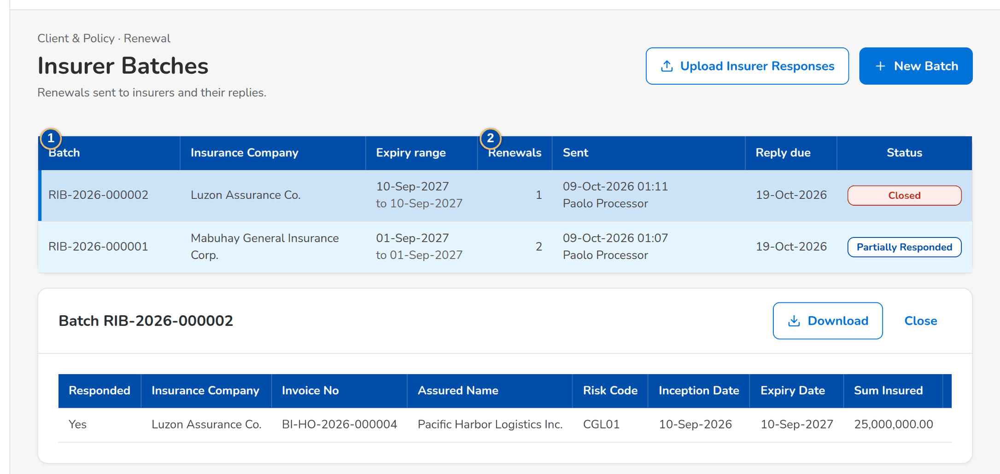 Client & Policy · Renewal
Insurer Batches
Renewals sent to insurers and their replies.
Upload Insurer Responses
+ New Batch
1
2
Batch Insurance Company Expiry range Renewals Sent Reply due Status
RIB-2026-000002 Luzon Assurance Co. 10-Sep-2027 to 10-Sep-2027 1 09-Oct-2026 01:11 Paolo Processor 19-Oct-2026 Closed
RIB-2026-000001 Mabuhay General Insurance Corp. 01-Sep-2027 to 01-Sep-2027 2 09-Oct-2026 01:07 Paolo Processor 19-Oct-2026 Partially Responded
Batch RIB-2026-000002
Download
Close
Responded Insurance Company Invoice No Assured Name Risk Code Inception Date Expiry Date Sum Insured
Yes Luzon Assurance Co. BI-HO-2026-000004 Pacific Harbor Logistics Inc. CGL01 10-Sep-2026 10-Sep-2027 25,000,000.00